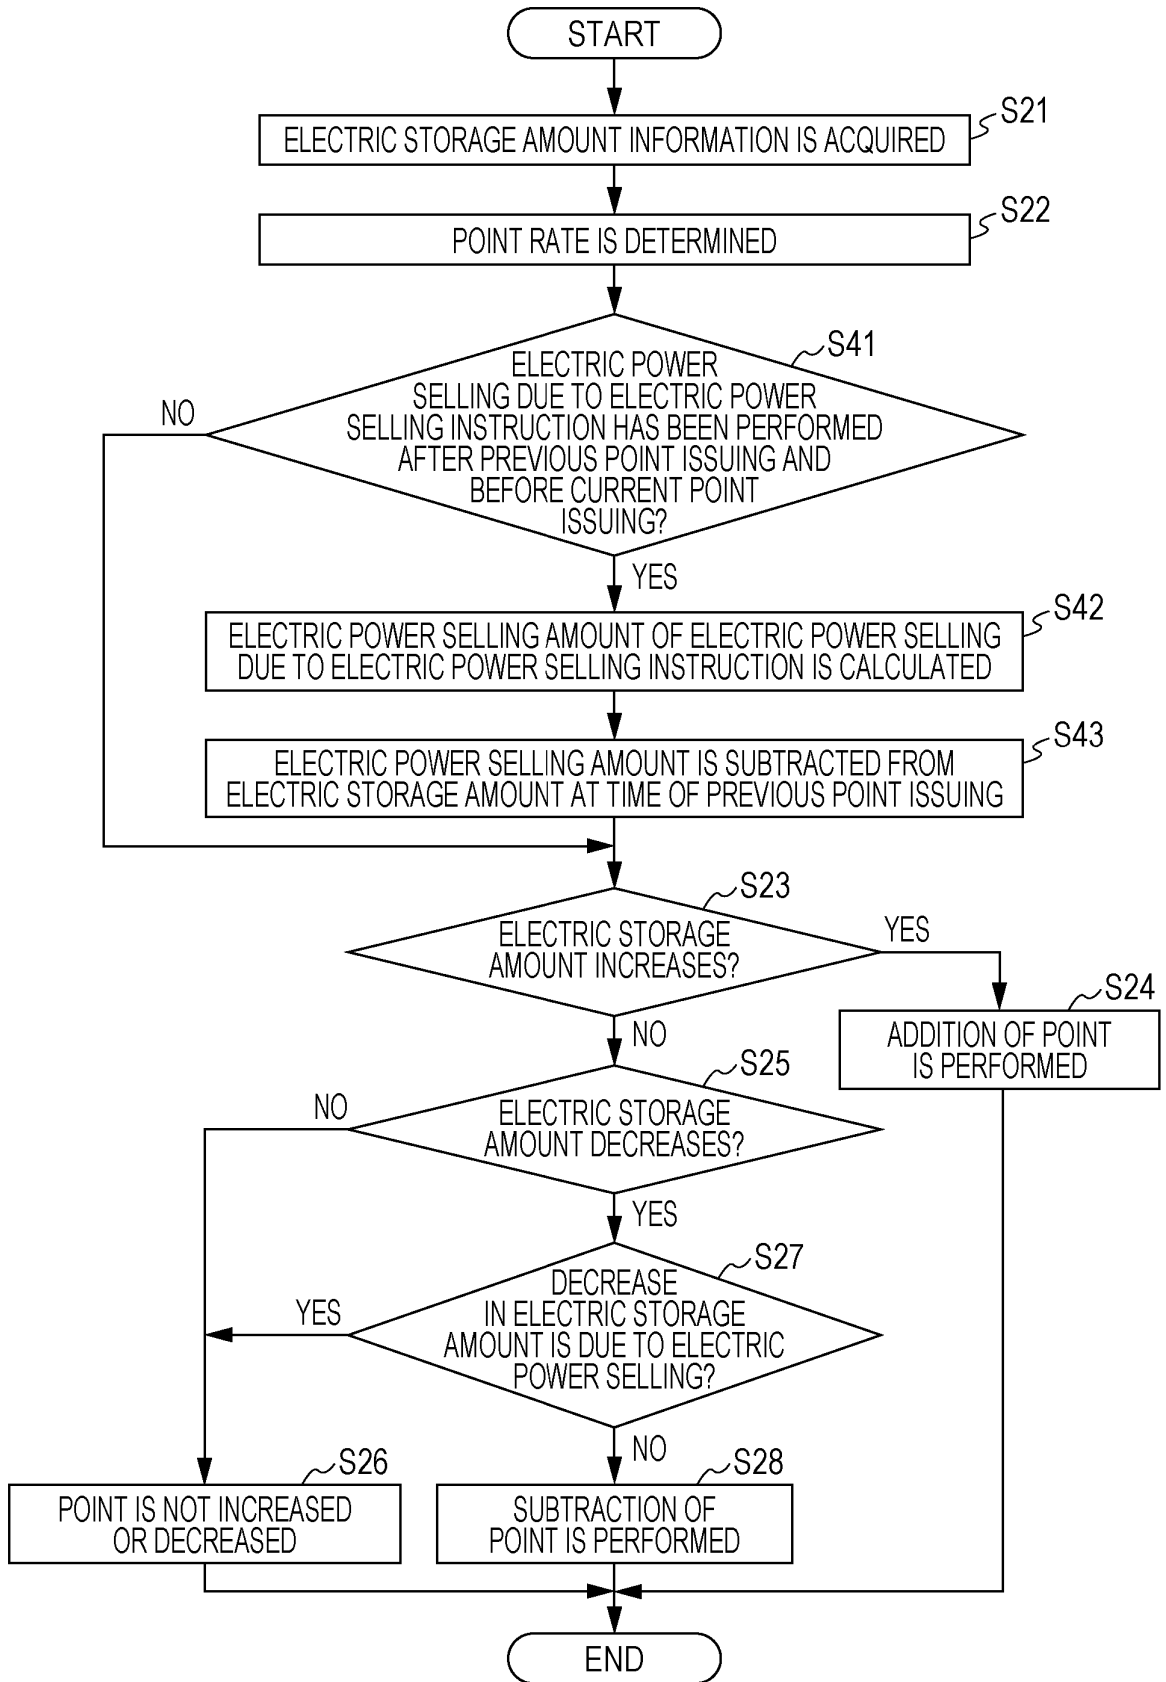 START
S21
ELECTRIC STORAGE AMOUNT INFORMATION IS ACQUIRED
S22
POINT RATE IS DETERMINED
S41
ELECTRIC POWER
SELLING DUE TO ELECTRIC POWER
SELLING INSTRUCTION HAS BEEN PERFORMED
AFTER PREVIOUS POINT ISSUING AND
BEFORE CURRENT POINT
ISSUING?
NO
YES
S42
ELECTRIC POWER SELLING AMOUNT OF ELECTRIC POWER SELLING
DUE TO ELECTRIC POWER SELLING INSTRUCTION IS CALCULATED
S43
ELECTRIC POWER SELLING AMOUNT IS SUBTRACTED FROM
ELECTRIC STORAGE AMOUNT AT TIME OF PREVIOUS POINT ISSUING
S23
ELECTRIC STORAGE
AMOUNT INCREASES?
YES
NO
S24
ADDITION OF POINT
IS PERFORMED
S25
ELECTRIC STORAGE
AMOUNT DECREASES?
NO
YES
S27
DECREASE
IN ELECTRIC STORAGE
AMOUNT IS DUE TO ELECTRIC
POWER SELLING?
YES
NO
S26
POINT IS NOT INCREASED
OR DECREASED
S28
SUBTRACTION OF
POINT IS PERFORMED
END